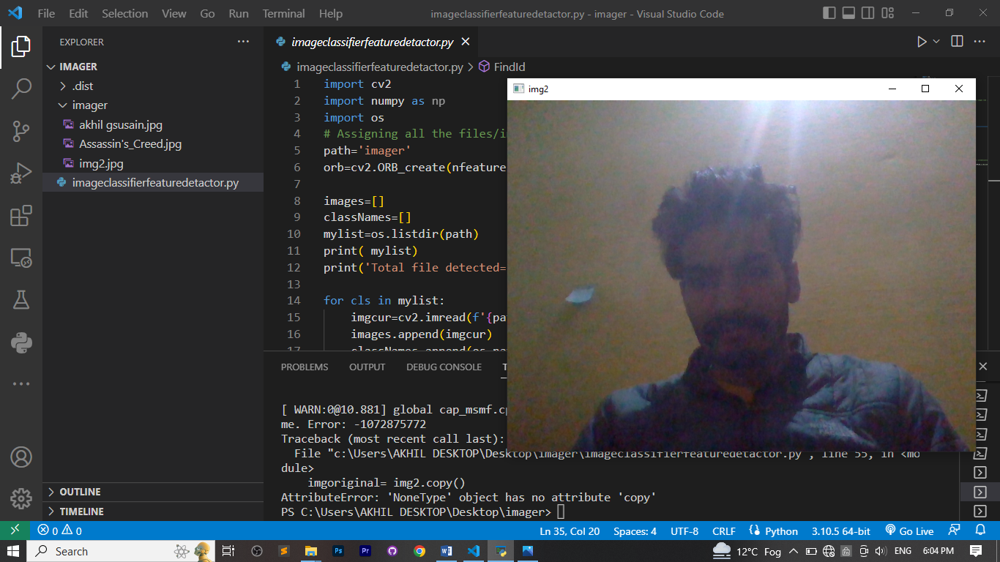 File Edit Selection View Go Run Terminal Help
imageclassifierfeaturedetactor.py - imager - Visual Studio Code
EXPLORER
IMAGER
.dist
imager
akhil gsusain.jpg
Assassin's_Creed.jpg
img2.jpg
imageclassifierfeaturedetactor.py
OUTLINE
TIMELINE
imageclassifierfeaturedetactor.py
imageclassifierfeaturedetactor.py > FindId
1 import cv2
2 import numpy as np
3 import os
4 # Assigning all the files/i
5 path='imager'
6 orb=cv2.ORB_create(nfeature
7
8 images=[]
9 classNames=[]
10 mylist=os.listdir(path)
11 print( mylist)
12 print('Total file detected=
13
14 for cls in mylist:
15 imgcur=cv2.imread(f'{pa
16 images.append(imgcur)
img2
PROBLEMS OUTPUT DEBUG CONSOLE
[ WARN:0@10.881] global cap_msmf.cp
me. Error: -1072875772
Traceback (most recent call last):
File "c:\Users\AKHIL DESKTOP\Desktop\imager\imageclassifierfeaturedetactor.py", line 55, in <mo
dule>
imgoriginal= img2.copy()
AttributeError: 'NoneType' object has no attribute 'copy'
PS C:\Users\AKHIL DESKTOP\Desktop\imager>
0 0 Ln 35, Col 20 Spaces: 4 UTF-8 CRLF Python 3.10.5 64-bit Go Live
Search 12°C Fog ENG 6:04 PM